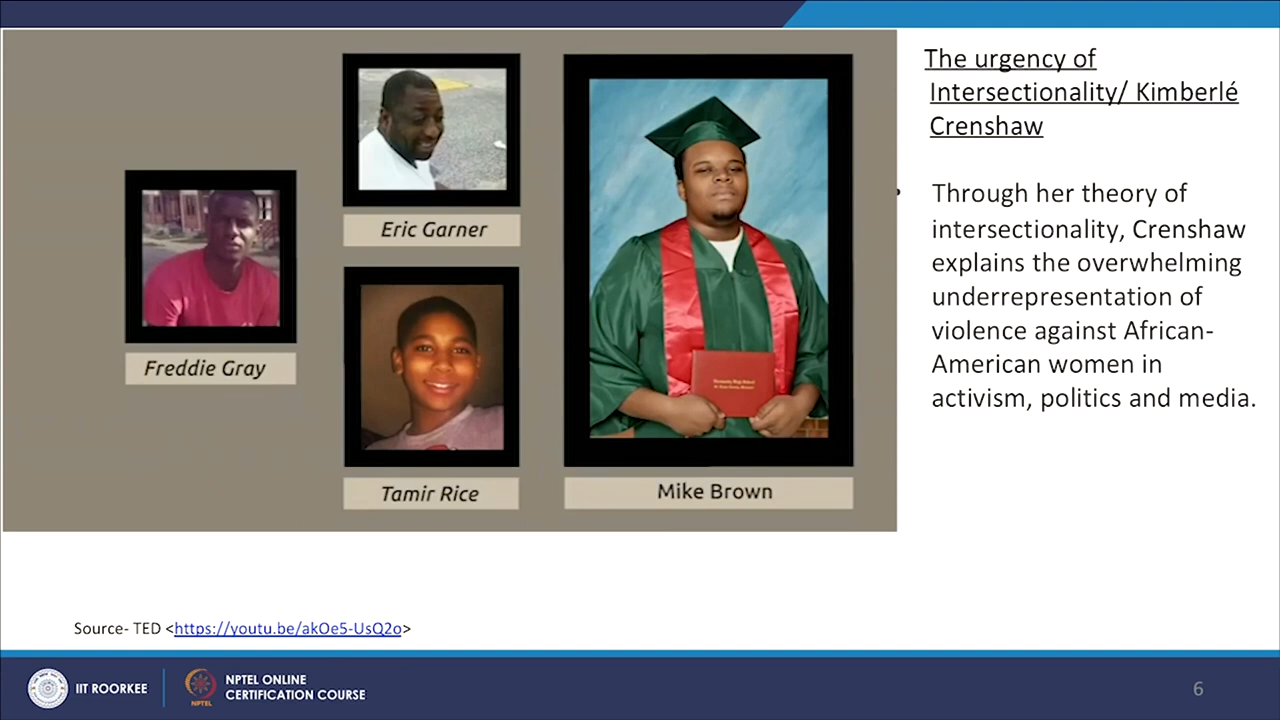 The urgency of
Intersectionality/ Kimberlé
Crenshaw
• Through her theory of
intersectionality, Crenshaw
explains the overwhelming
underrepresentation of
violence against African-
American women in
activism, politics and media.
Eric Garner
Freddie Gray
Tamir Rice
Mike Brown
Source- TED <https://youtu.be/akOe5-UsQ2o>
IIT ROORKEE
NPTEL
NPTEL ONLINE
CERTIFICATION COURSE
6